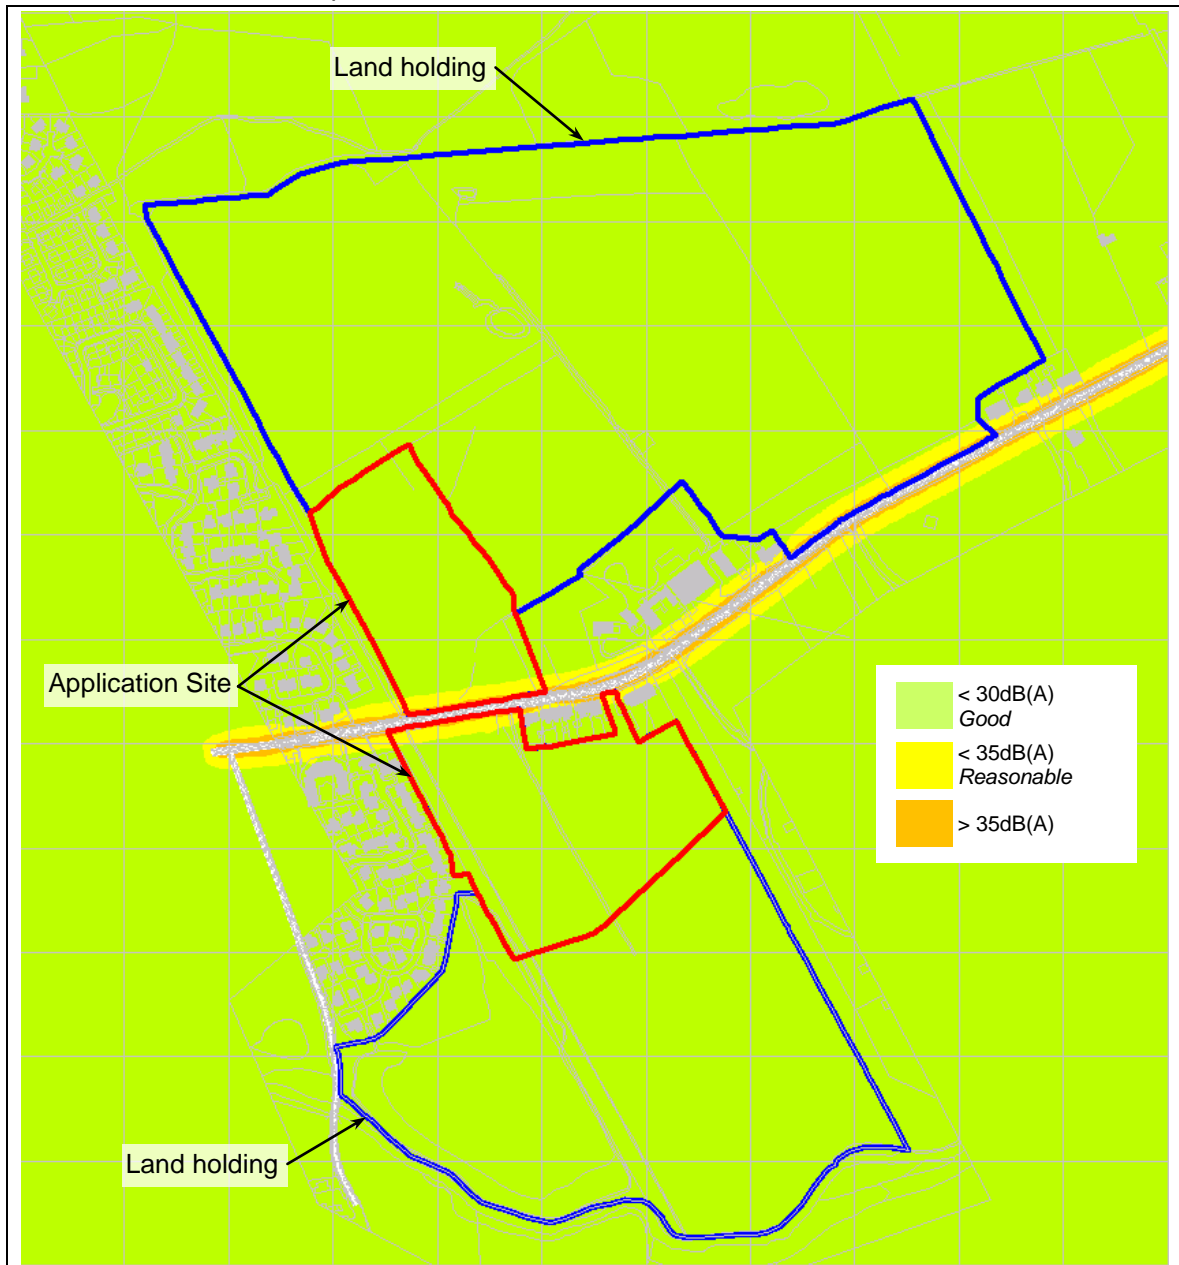 Land holding
Application Site
< 30dB(A)
Good
< 35dB(A)
Reasonable
> 35dB(A)
Land holding